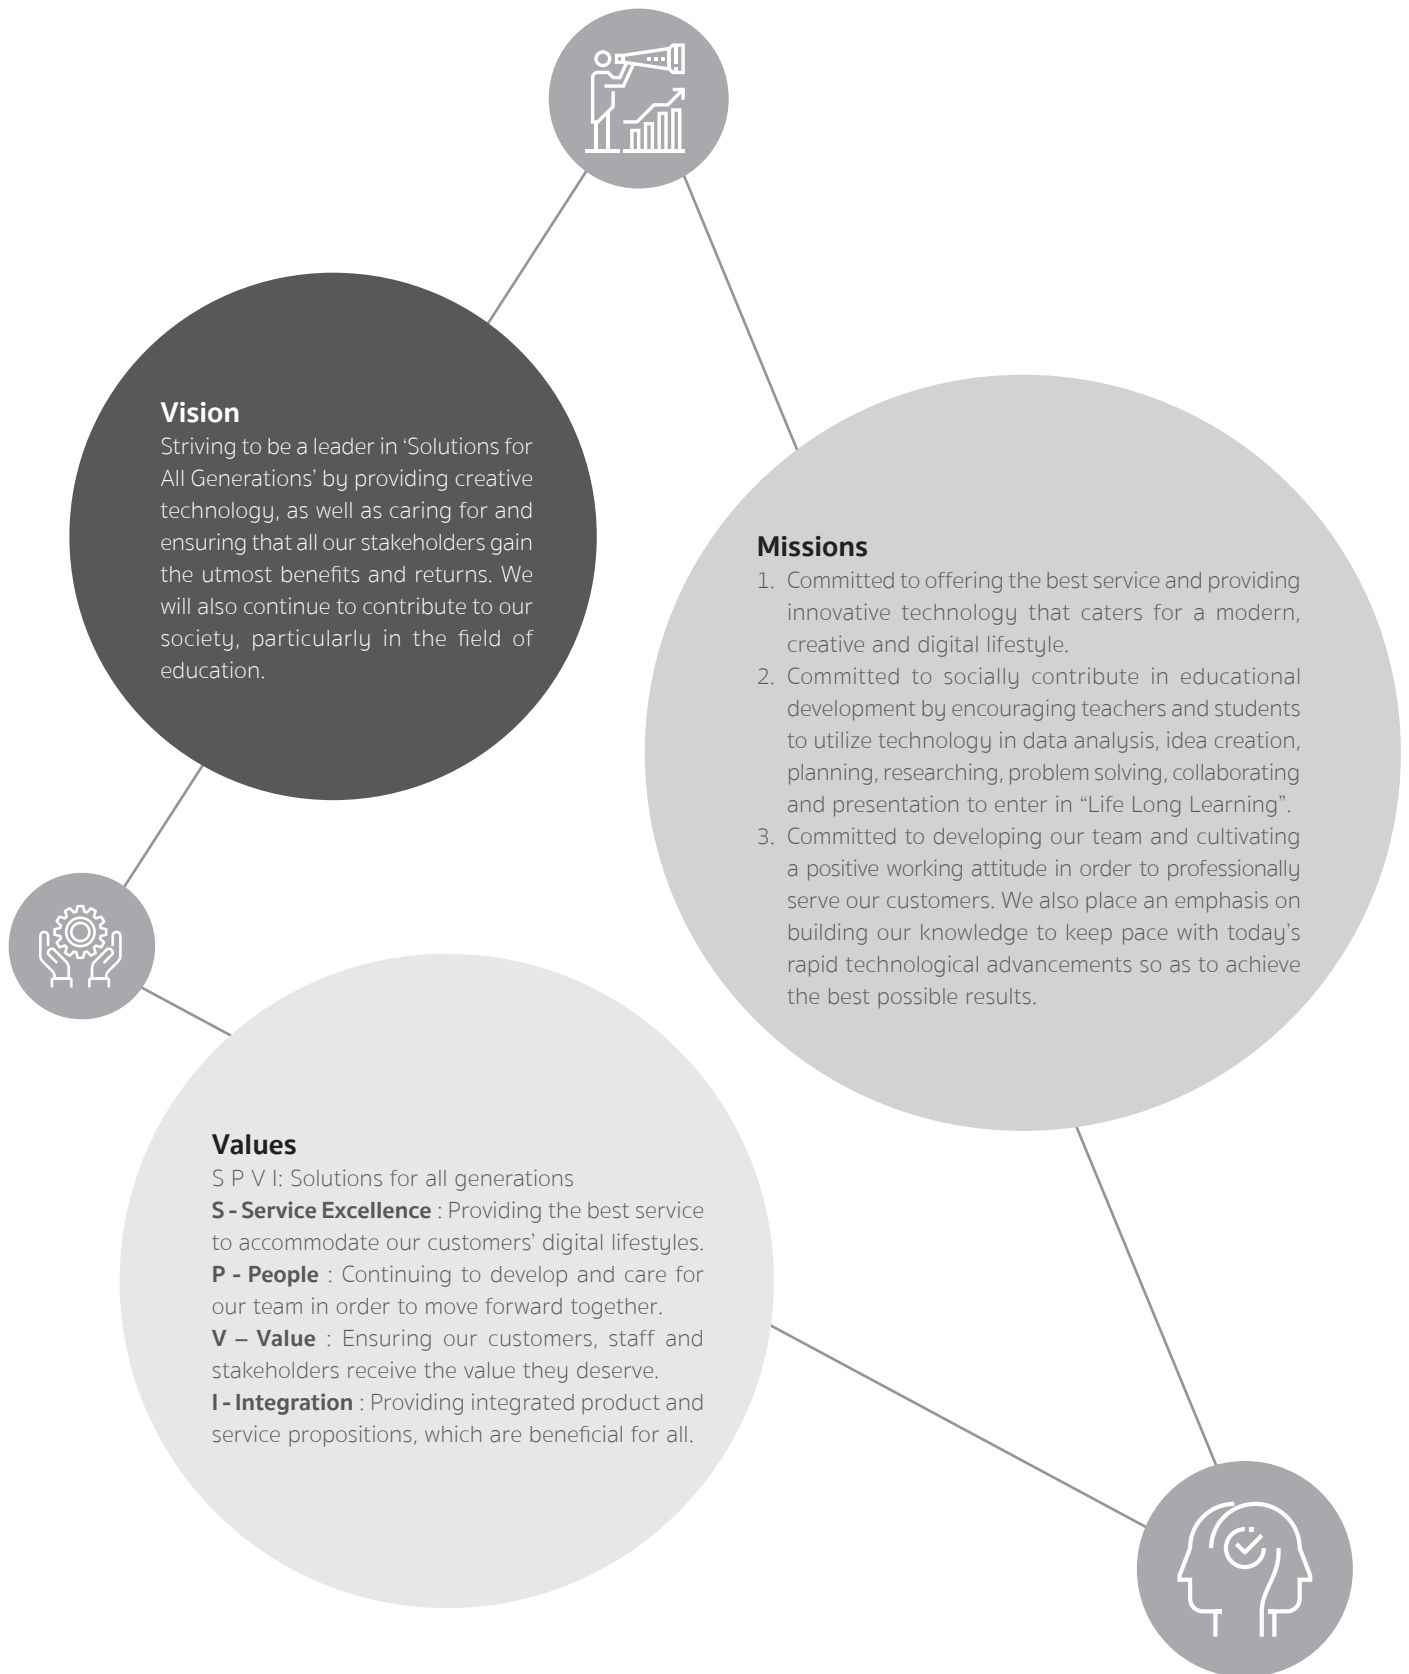 Vision
Striving to be a leader in ‘Solutions for
All Generations’ by providing creative
technology, as well as caring for and
ensuring that all our stakeholders gain
the utmost benefits and returns. We
will also continue to contribute to our
society, particularly in the field of
education.
Missions
1. Committed to offering the best service and providing
innovative technology that caters for a modern,
creative and digital lifestyle.
2. Committed to socially contribute in educational
development by encouraging teachers and students
to utilize technology in data analysis, idea creation,
planning, researching, problem solving, collaborating
and presentation to enter in “Life Long Learning”.
3. Committed to developing our team and cultivating
a positive working attitude in order to professionally
serve our customers. We also place an emphasis on
building our knowledge to keep pace with today’s
rapid technological advancements so as to achieve
the best possible results.
Values
S P V I: Solutions for all generations
S - Service Excellence : Providing the best service
to accommodate our customers’ digital lifestyles.
P - People : Continuing to develop and care for
our team in order to move forward together.
V – Value : Ensuring our customers, staff and
stakeholders receive the value they deserve.
I - Integration : Providing integrated product and
service propositions, which are beneficial for all.